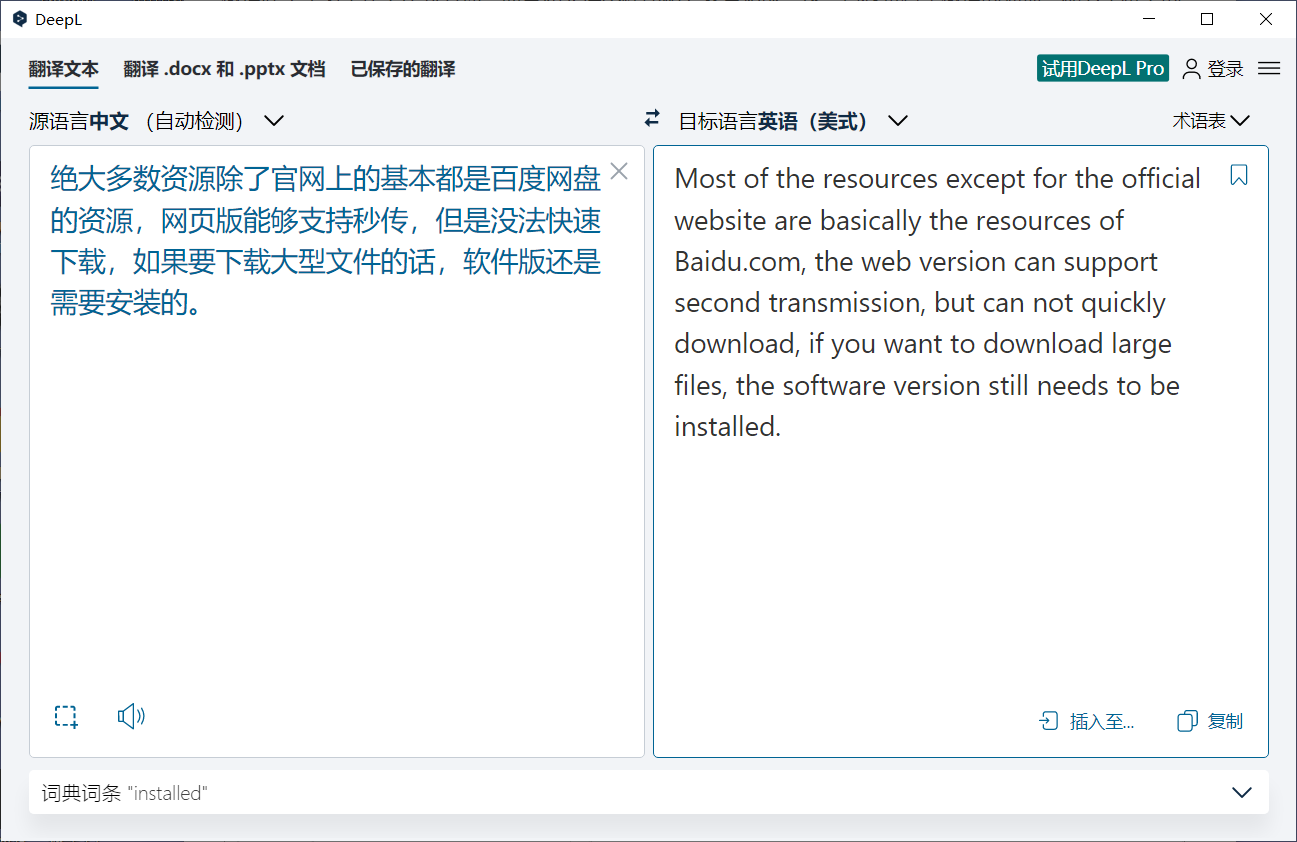 DeepL
翻译文本 翻译 .docx 和 .pptx 文档 已保存的翻译 试用DeepL Pro 登录
源语言中文 （自动检测） 目标语言英语（美式） 术语表
绝大多数资源除了官网上的基本都是百度网盘
的资源，网页版能够支持秒传，但是没法快速
下载，如果要下载大型文件的话，软件版还是
需要安装的。
Most of the resources except for the official
website are basically the resources of
Baidu.com, the web version can support
second transmission, but can not quickly
download, if you want to download large
files, the software version still needs to be
installed.
插入至... 复制
词典词条 "installed"